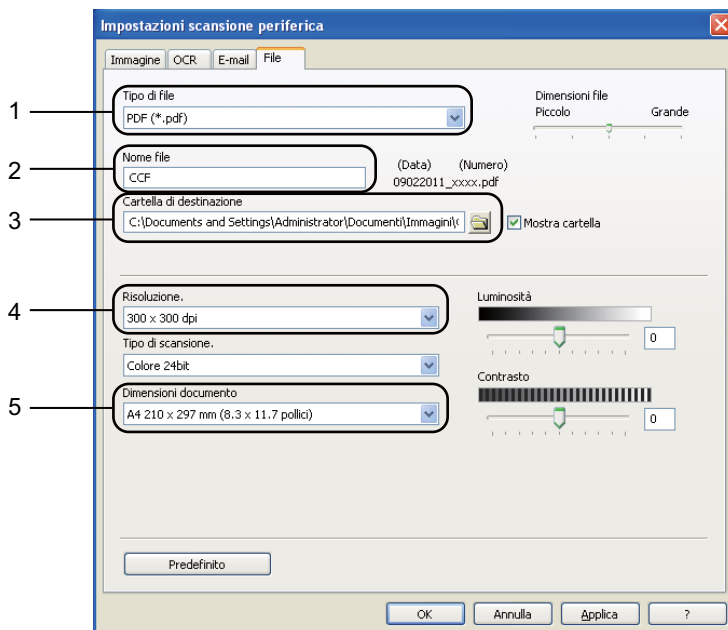 Impostazioni scansione periferica
Immagine OCR E-mail File
1
Tipo di file
PDF (*.pdf)
Dimensioni file
Piccolo Grande
2
Nome file
CCF
(Data) (Numero)
09022011_xxxx.pdf
3
Cartella di destinazione
C:\Documents and Settings\Administrator\Documenti\Immagini\
Mostra cartella
4
Risoluzione.
300 x 300 dpi
Luminosità
0
Tipo di scansione.
Colore 24bit
Contrasto
0
5
Dimensioni documento
A4 210 x 297 mm (8.3 x 11.7 pollici)
Predefinito
OK Annulla Applica ?